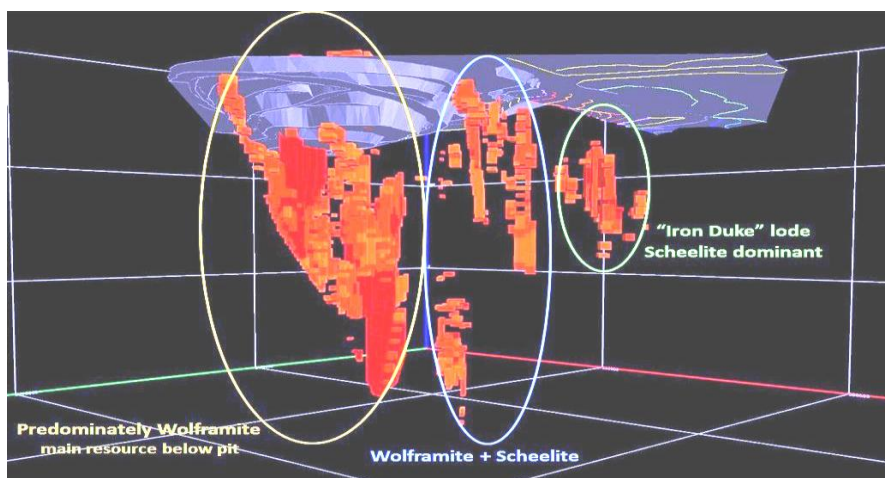 “Iron Duke” lode
Scheelite dominant
Predominately Wolframite
main resource below pit
Wolframite + Scheelite